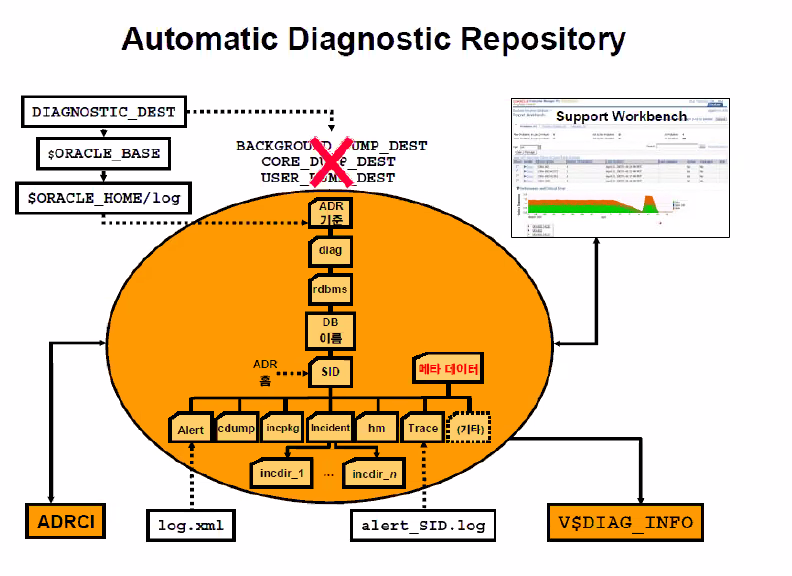 Automatic Diagnostic Repository
DIAGNOSTIC_DEST
$ORACLE_BASE
$ORACLE_HOME/log
BACKGROUND_DUMP_DEST
CORE_DUMP_DEST
USER_DUMP_DEST
Support Workbench
ADR
기준
diag
rdbms
DB
이름
ADR
홈
SID
메타 데이터
Alert
cdump
incpkg
Incident
hm
Trace
(기타)
incdir_1
...
incdir_n
ADRCI
log.xml
alert_SID.log
V$DIAG_INFO